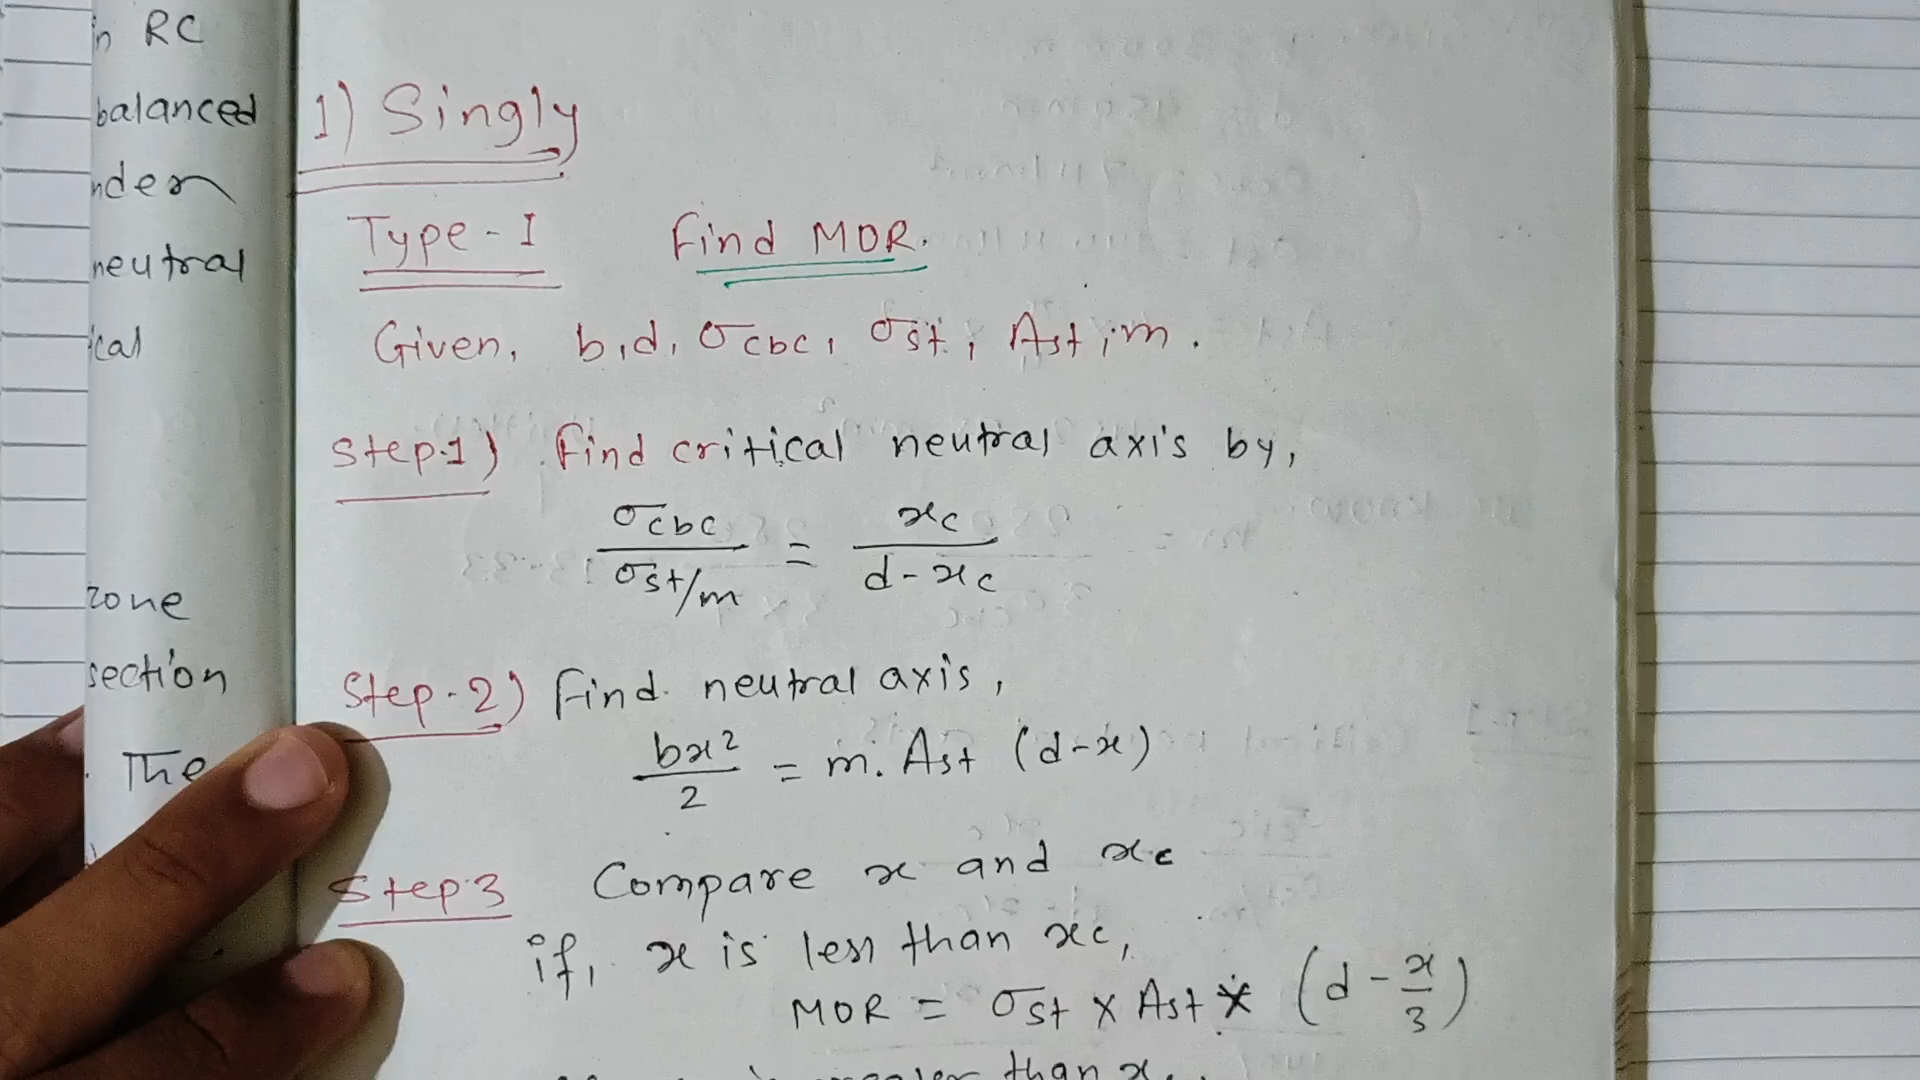 n RC
balanced
nder
neutral
ical
zone
section
The
1) Singly
Type-I Find MOR.
Given, b,d, σcbc, σst, Ast, m.
Step-1) Find critical neutral axis by,
σcbc / σst/m = xc / d-xc
Step-2) Find neutral axis,
bx²/2 = m. Ast (d-x)
Step 3 Compare x and xc
if, x is less than xc,
MOR = σst x Ast x (d - x/3)
than x